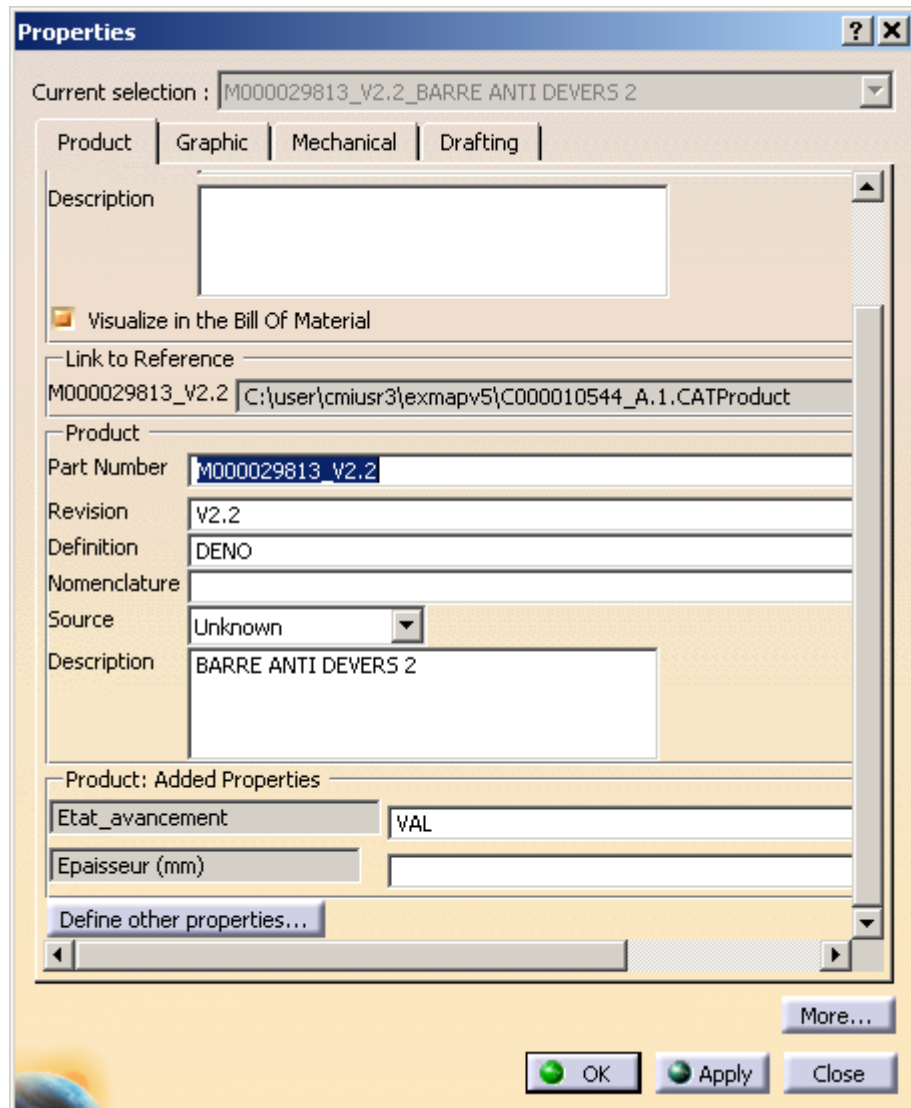 Properties
Current selection : M000029813_V2.2_BARRE ANTI DEVERS 2
Product Graphic Mechanical Drafting
Description
Visualize in the Bill Of Material
Link to Reference
M000029813_V2.2 C:\user\cmiusr3\exmapv5\C000010544_A.1.CATProduct
Product
Part Number M000029813_V2.2
Revision V2.2
Definition DENO
Nomenclature
Source Unknown
Description BARRE ANTI DEVERS 2
Product: Added Properties
Etat_avancement VAL
Epaisseur (mm)
Define other properties...
More...
OK Apply Close